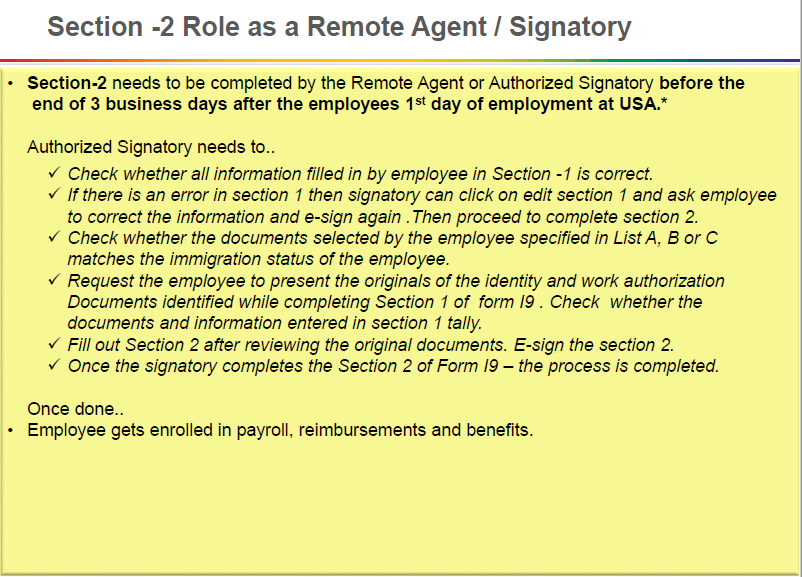 Section -2 Role as a Remote Agent / Signatory
• Section-2 needs to be completed by the Remote Agent or Authorized Signatory before the
end of 3 business days after the employees 1st day of employment at USA.*
Authorized Signatory needs to..
✓ Check whether all information filled in by employee in Section -1 is correct.
✓ If there is an error in section 1 then signatory can click on edit section 1 and ask employee
to correct the information and e-sign again .Then proceed to complete section 2.
✓ Check whether the documents selected by the employee specified in List A, B or C
matches the immigration status of the employee.
✓ Request the employee to present the originals of the identity and work authorization
Documents identified while completing Section 1 of form I9 . Check whether the
documents and information entered in section 1 tally.
✓ Fill out Section 2 after reviewing the original documents. E-sign the section 2.
✓ Once the signatory completes the Section 2 of Form I9 – the process is completed.
Once done..
• Employee gets enrolled in payroll, reimbursements and benefits.